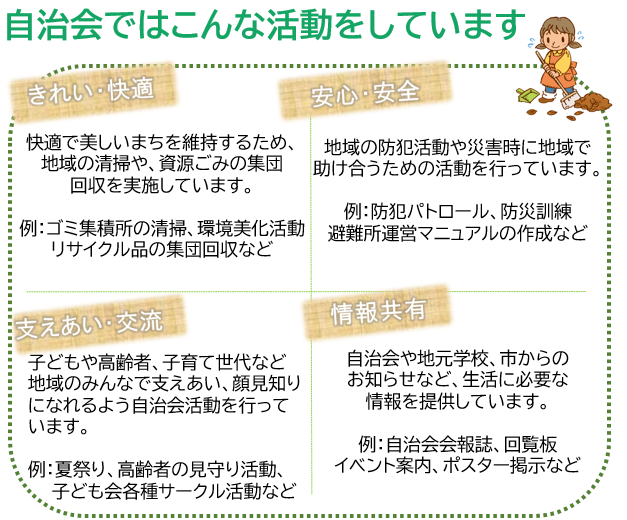 自治会ではこんな活動をしています
きれい・快適
快適で美しいまちを維持するため、
地域の清掃や、資源ごみの集団
回収を実施しています。
例：ゴミ集積所の清掃、環境美化活動
リサイクル品の集団回収など
安心・安全
地域の防犯活動や災害時に地域で
助け合うための活動を行っています。
例：防犯パトロール、防災訓練
避難所運営マニュアルの作成など
支えあい・交流
子どもや高齢者、子育て世代など
地域のみんなで支えあい、顔見知り
になれるよう自治会活動を行って
います。
例：夏祭り、高齢者の見守り活動、
子ども会各種サークル活動など
情報共有
自治会や地元学校、市からの
お知らせなど、生活に必要な
情報を提供しています。
例：自治会会報誌、回覧板
イベント案内、ポスター掲示など